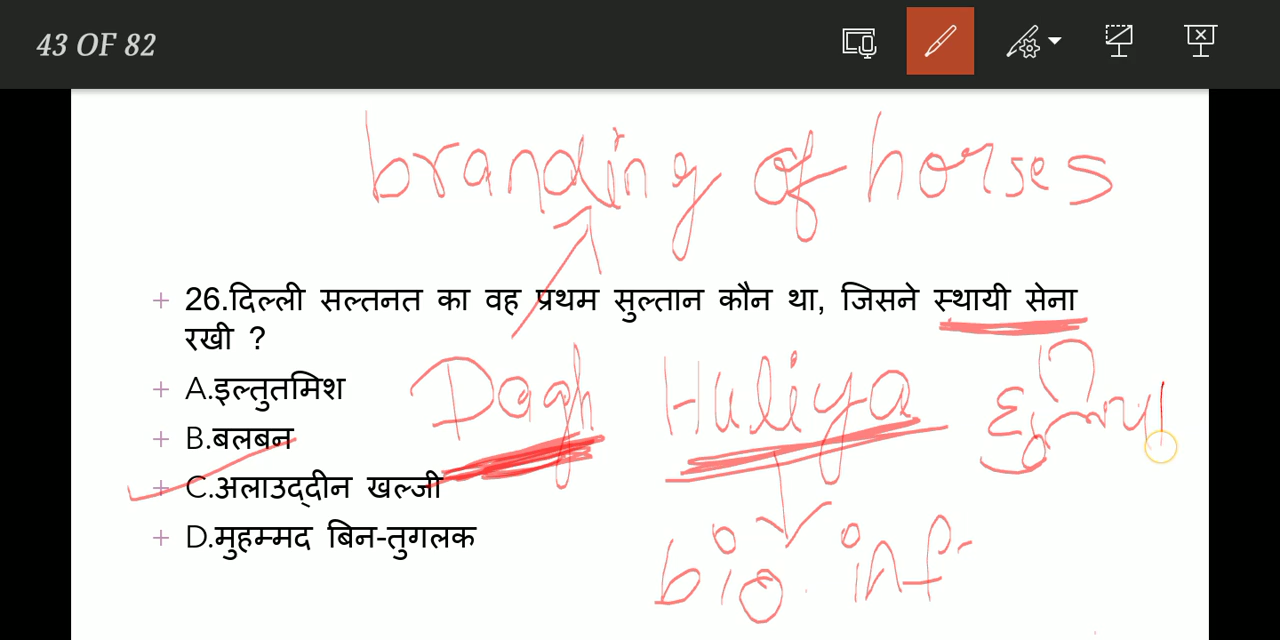 43 OF 82
branding of horses
26.दिल्ली सल्तनत का वह प्रथम सुल्तान कौन था, जिसने स्थायी सेना
रखी ?
A.इल्तुतमिश
Dagh Huliya
B.बलबन
C.अलाउद्दीन खल्जी
D.मुहम्मद बिन-तुगलक
bio. inf